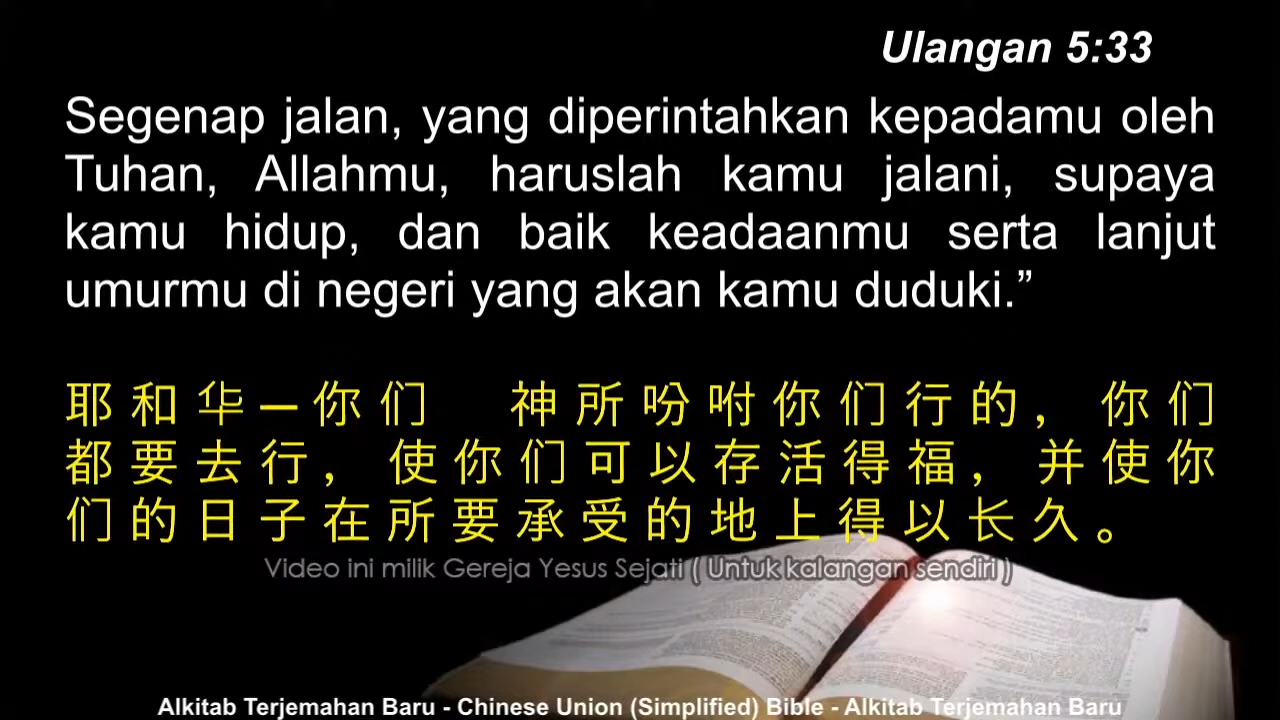 Ulangan 5:33
Segenap jalan, yang diperintahkan kepadamu oleh
Tuhan, Allahmu, haruslah kamu jalani, supaya
kamu hidup, dan baik keadaanmu serta lanjut
umurmu di negeri yang akan kamu duduki.”
耶和华—你们　神所吩咐你们行的，你们
都要去行，使你们可以存活得福，并使你
们的日子在所要承受的地上得以长久。
Video ini milik Gereja Yesus Sejati ( Untuk kalangan sendiri )
Alkitab Terjemahan Baru - Chinese Union (Simplified) Bible - Alkitab Terjemahan Baru